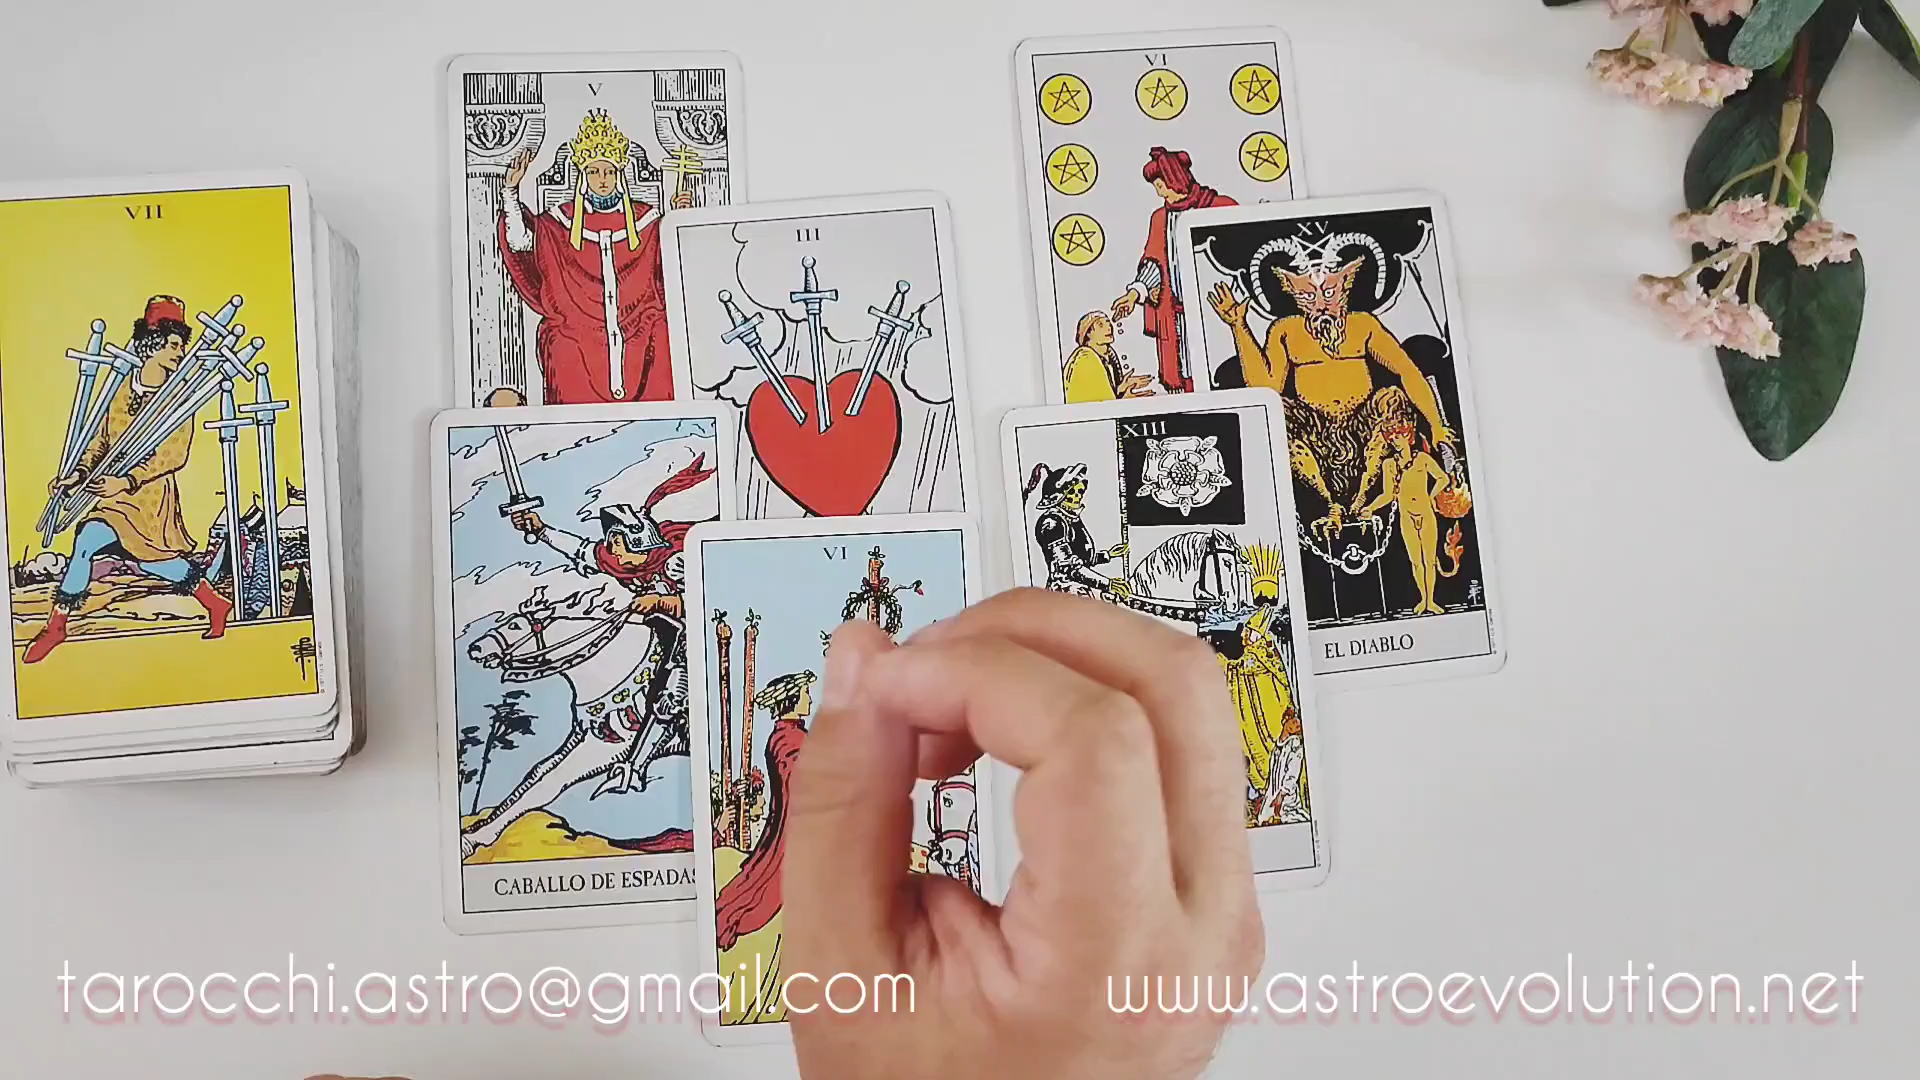 VII
V
III
VI
XV
XIII
EL DIABLO
VI
CABALLO DE ESPADAS
tarocchi.astro@gmail.com
www.astroevolution.net